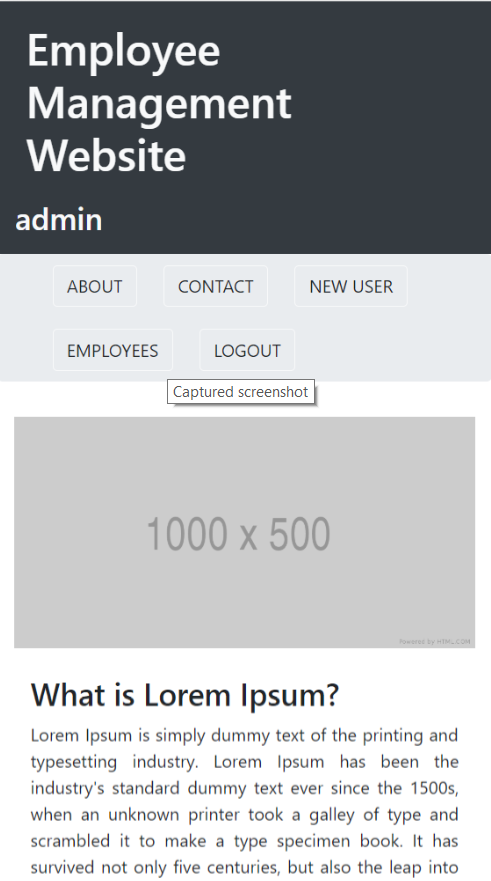 Employee
Management
Website
admin
ABOUT CONTACT NEW USER
EMPLOYEES LOGOUT
Captured screenshot
1000 x 500
Powered by HTML.COM
What is Lorem Ipsum?
Lorem Ipsum is simply dummy text of the printing and
typesetting industry. Lorem Ipsum has been the
industry's standard dummy text ever since the 1500s,
when an unknown printer took a galley of type and
scrambled it to make a type specimen book. It has
survived not only five centuries, but also the leap into